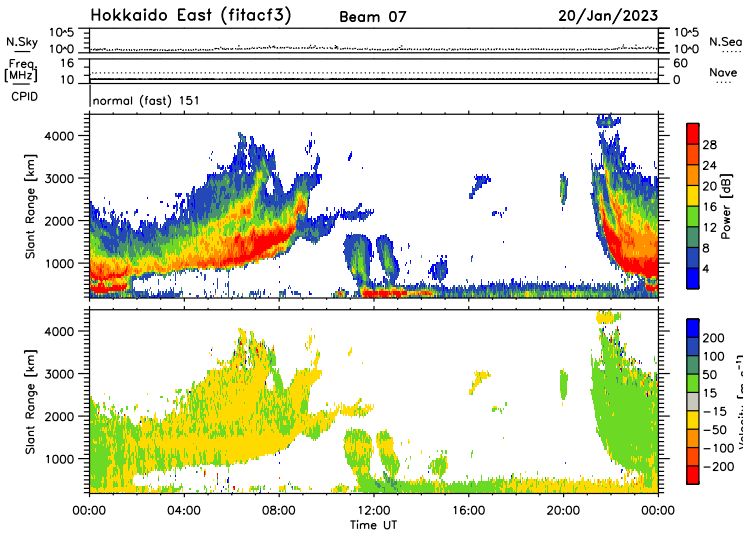 Hokkaido East (fitacf3) Beam 07 20/Jan/2023
N.Sky 10^5 10^5 N.Sea
10^0 10^0
Freq. 16 60
[MHz] 10 0 Nave
CPID normal (fast) 151
Slant Range [km]
4000
3000
2000
1000
28
24
20
16
12
8
4
Power [dB]
Slant Range [km]
4000
3000
2000
1000
200
100
50
15
-15
-50
-100
-200
Velocity [m s^-1]
00:00 04:00 08:00 12:00 16:00 20:00 00:00
Time UT